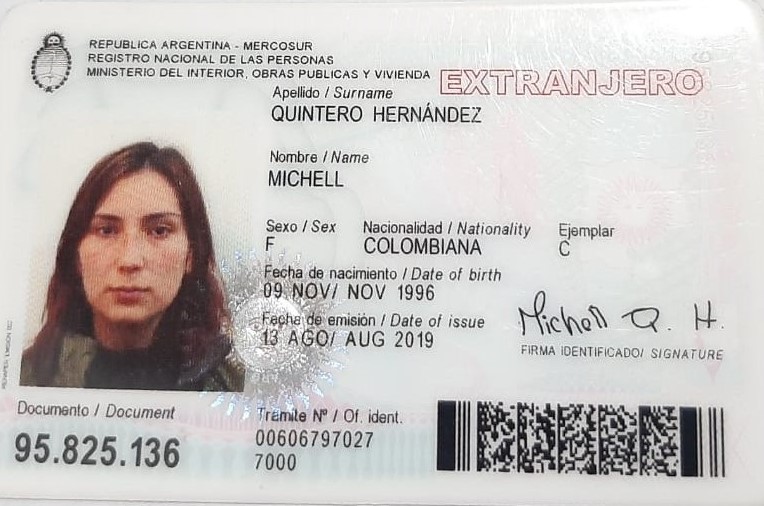 REPUBLICA ARGENTINA - MERCOSUR
REGISTRO NACIONAL DE LAS PERSONAS
MINISTERIO DEL INTERIOR, OBRAS PUBLICAS Y VIVIENDA
EXTRANJERO
Apellido / Surname
QUINTERO HERNÁNDEZ
Nombre / Name
MICHELL
Sexo / Sex Nacionalidad / Nationality Ejemplar
F COLOMBIANA C
Fecha de nacimiento / Date of birth
09 NOV/ NOV 1996
Fecha de emisión / Date of issue
13 AGO/ AUG 2019
Michell Q. H.
FIRMA IDENTIFICADO/ SIGNATURE
Documento / Document
95.825.136
Trámite Nº / Of. ident.
00606797027
7000